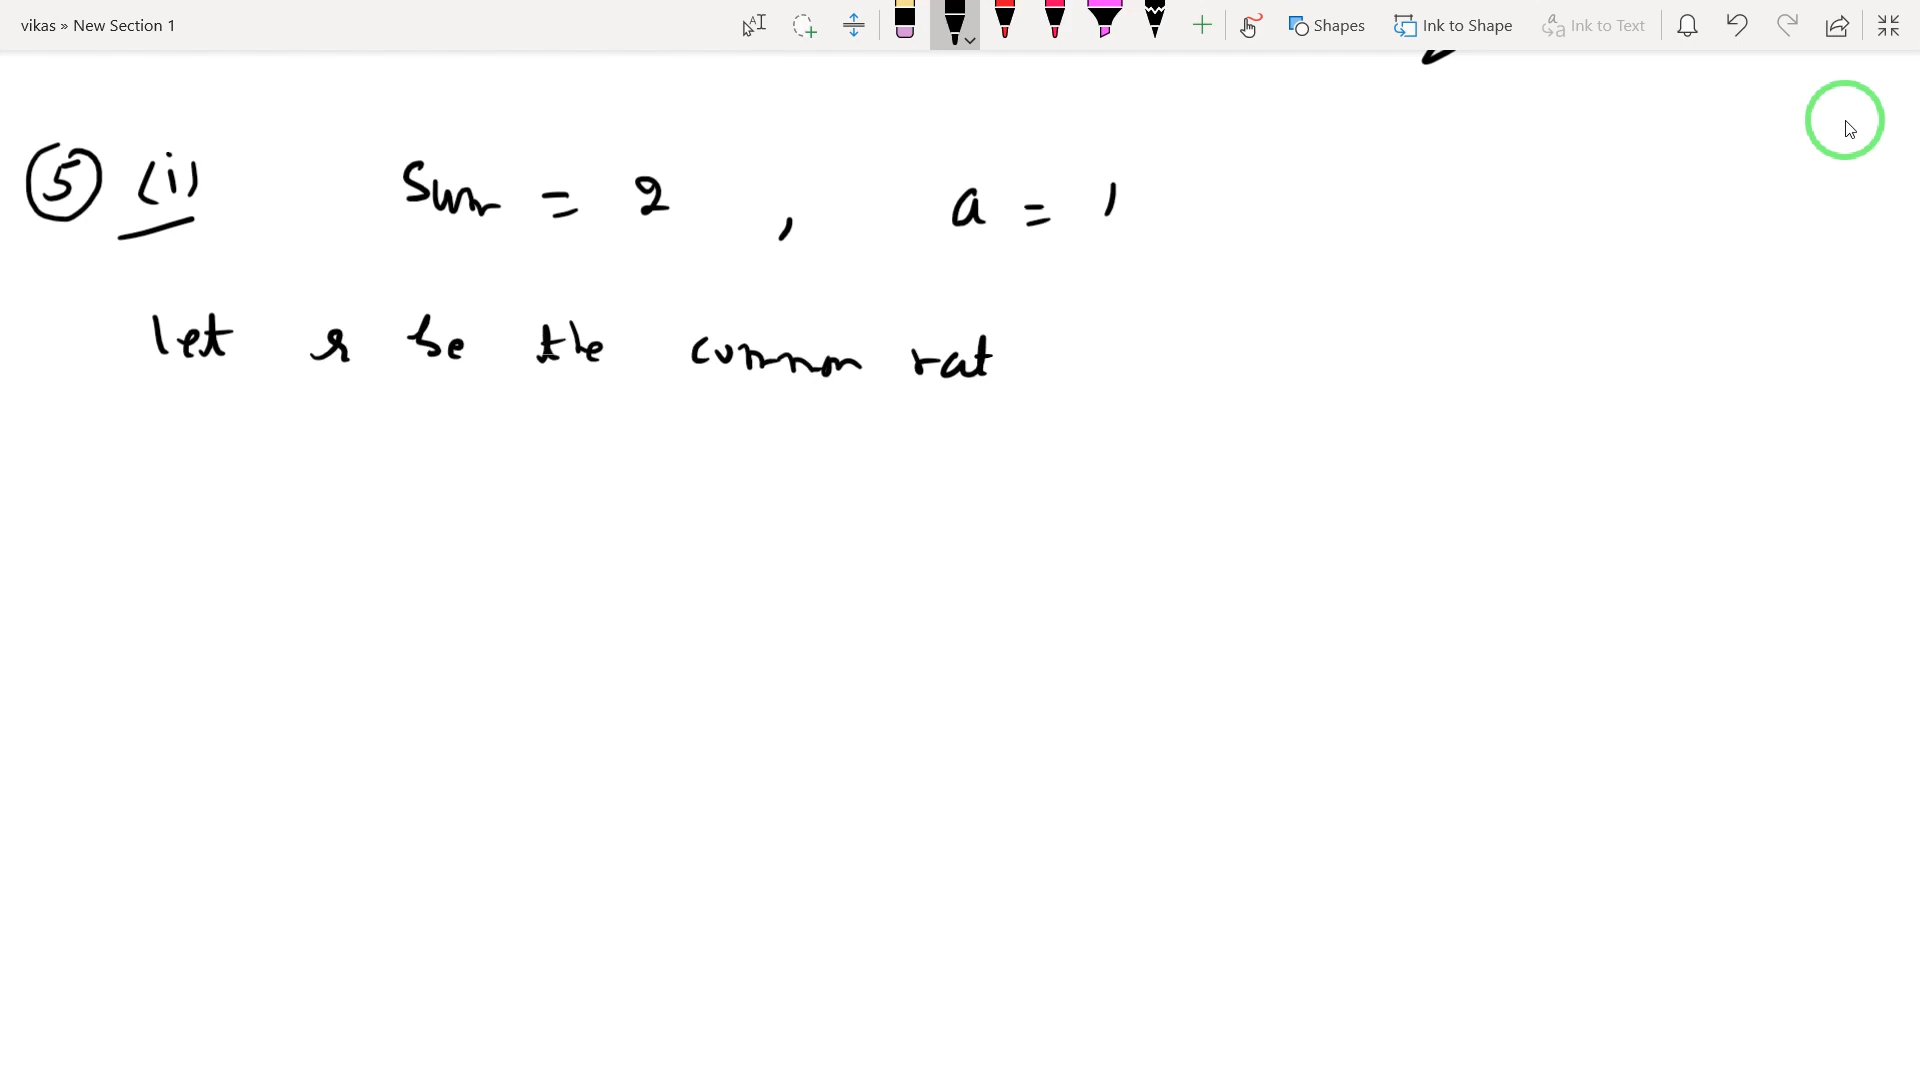 vikas » New Section 1 Shapes Ink to Shape Ink to Text
⑤ (i) Sum = 2 , a = 1
let r be the common rat